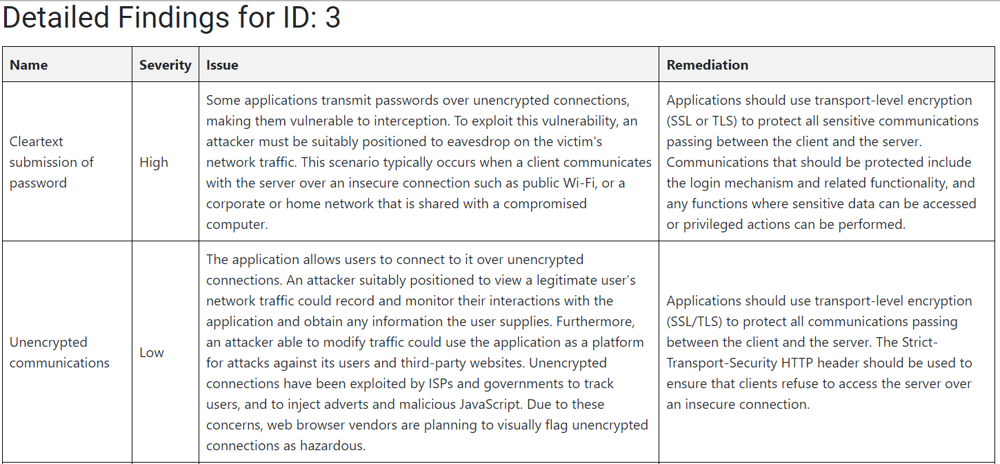 Detailed Findings for ID: 3
Name Severity Issue Remediation
Cleartext
submission of
password
High
Some applications transmit passwords over unencrypted connections,
making them vulnerable to interception. To exploit this vulnerability, an
attacker must be suitably positioned to eavesdrop on the victim's
network traffic. This scenario typically occurs when a client communicates
with the server over an insecure connection such as public Wi-Fi, or a
corporate or home network that is shared with a compromised
computer.
Applications should use transport-level encryption
(SSL or TLS) to protect all sensitive communications
passing between the client and the server.
Communications that should be protected include
the login mechanism and related functionality, and
any functions where sensitive data can be accessed
or privileged actions can be performed.
Unencrypted
communications
Low
The application allows users to connect to it over unencrypted
connections. An attacker suitably positioned to view a legitimate user's
network traffic could record and monitor their interactions with the
application and obtain any information the user supplies. Furthermore,
an attacker able to modify traffic could use the application as a platform
for attacks against its users and third-party websites. Unencrypted
connections have been exploited by ISPs and governments to track
users, and to inject adverts and malicious JavaScript. Due to these
concerns, web browser vendors are planning to visually flag unencrypted
connections as hazardous.
Applications should use transport-level encryption
(SSL/TLS) to protect all communications passing
between the client and the server. The Strict-
Transport-Security HTTP header should be used to
ensure that clients refuse to access the server over
an insecure connection.